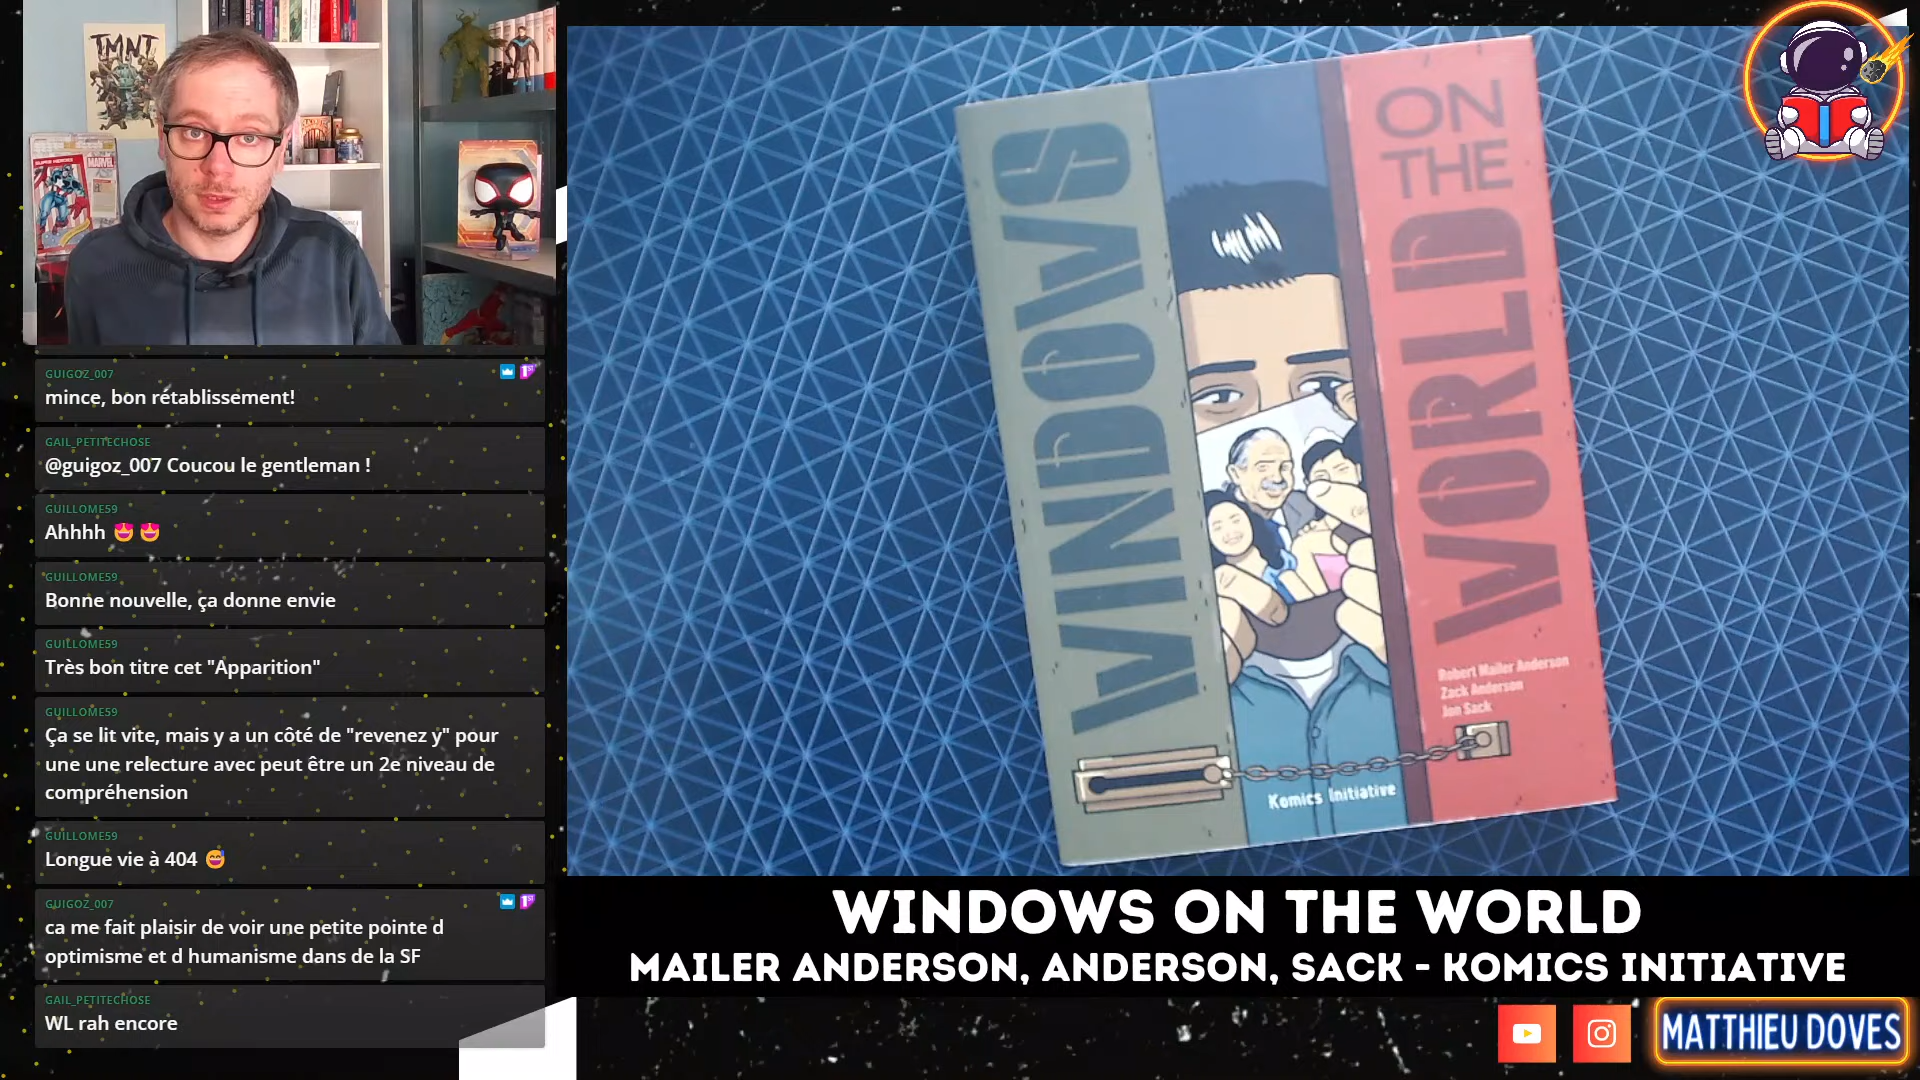 TMNT
MARVEL
GUIGOZ_007
mince, bon rétablissement!
GAIL_PETITECHOSE
@guigoz_007 Coucou le gentleman !
GUILLOME59
Ahhhh 😍 😍
GUILLOME59
Bonne nouvelle, ça donne envie
GUILLOME59
Très bon titre cet "Apparition"
GUILLOME59
Ça se lit vite, mais y a un côté de "revenez y" pour
une une relecture avec peut être un 2e niveau de
compréhension
GUILLOME59
Longue vie à 404 😅
GUIGOZ_007
ca me fait plaisir de voir une petite pointe d
optimisme et d humanisme dans de la SF
GAIL_PETITECHOSE
WL rah encore
WINDOWS
ON
THE
WORLD
Robert Mailer Anderson
Zack Anderson
Jon Sack
Komics Initiative
WINDOWS ON THE WORLD
MAILER ANDERSON, ANDERSON, SACK - KOMICS INITIATIVE
MATTHIEU DOVES